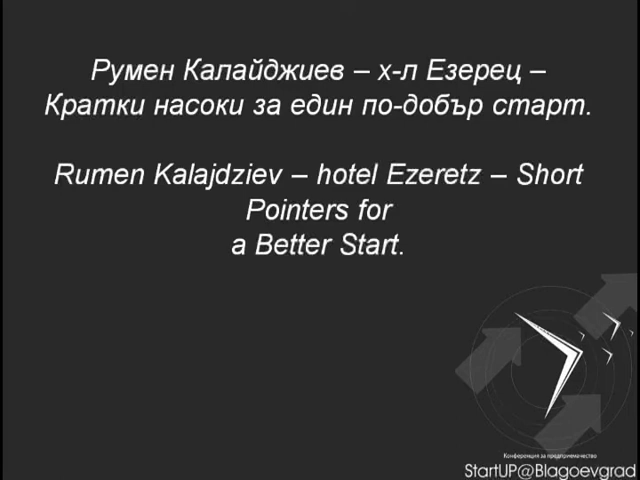 Румен Калайджиев – х-л Езерец –
Кратки насоки за един по-добър старт.
Rumen Kalajdziev – hotel Ezeretz – Short
Pointers for
a Better Start.
Конференция за предприемачество
StartUP@Blagoevgrad